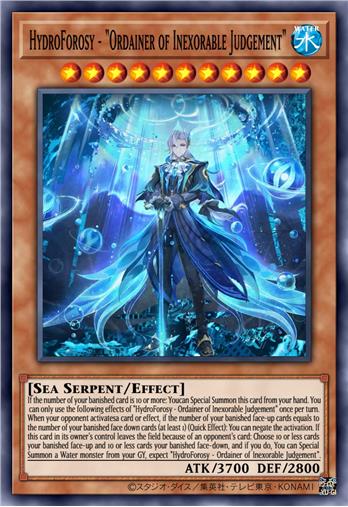 HydroForosy - "Ordainer of Inexorable Judgement"
WATER
水
[Sea Serpent/Effect]
If the number of your banished card is 10 or more: Youcan Special Summon this card from your hand. You
can only use the following effects of "HydroForosy - Ordainer of Inexorable Judgement" once per turn.
When your opponent activatesa card or effect, if the number of your banished face-up cards equals to
the number of your banished face down cards (at least 1) (Quick Effect): You can negate the activation. If
this card in its owner's control leaves the field because of an opponent's card: Choose 10 or less cards
your banished face-up and 10 or less cards your banished face-down, and if you do, You can Special
Summon a Water monster from your GY, expect "HydroForosy - Ordainer of Inexorable Judgement".
ATK/3700 DEF/2800
©スタジオ・ダイス/集英社・テレビ東京・KONAMI